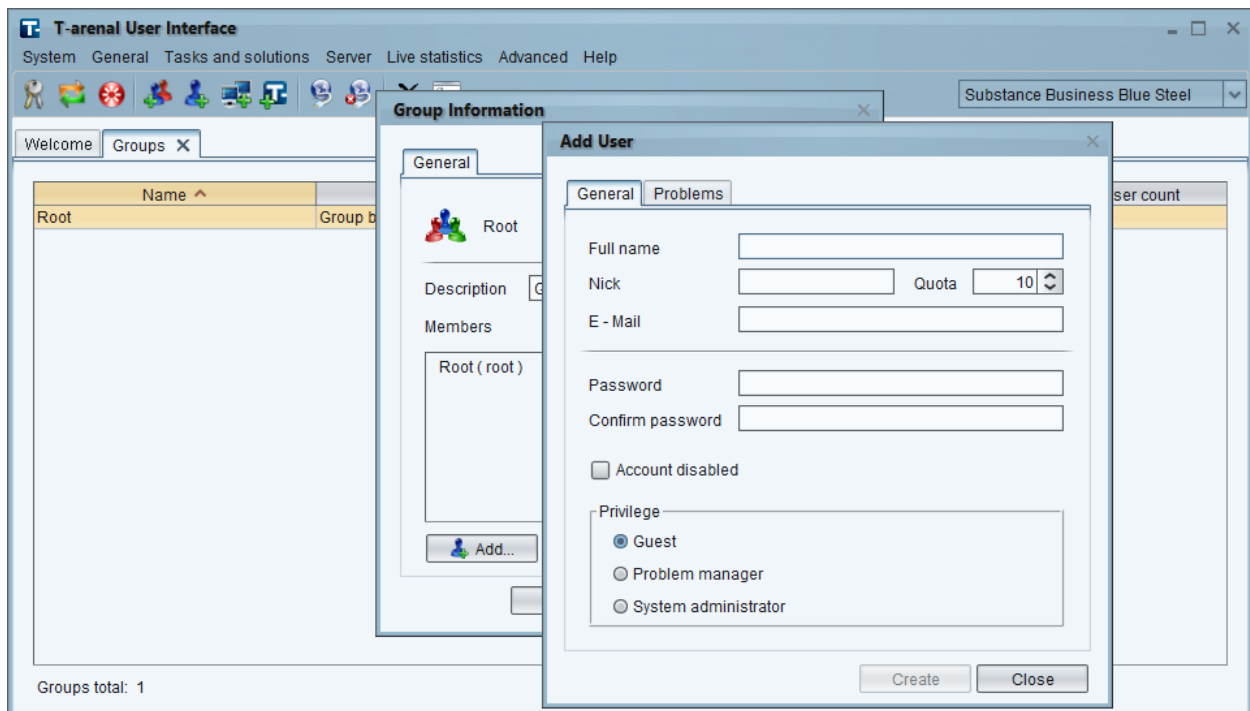 T-arenal User Interface
System General Tasks and solutions Server Live statistics Advanced Help
Substance Business Blue Steel
Welcome Groups
Name
ser count
Root
Group b
Groups total: 1
Group Information
General
Root
Description G
Members
Root ( root )
Add...
Add User
General Problems
Full name
Nick Quota 10
E - Mail
Password
Confirm password
Account disabled
Privilege
Guest
Problem manager
System administrator
Create Close